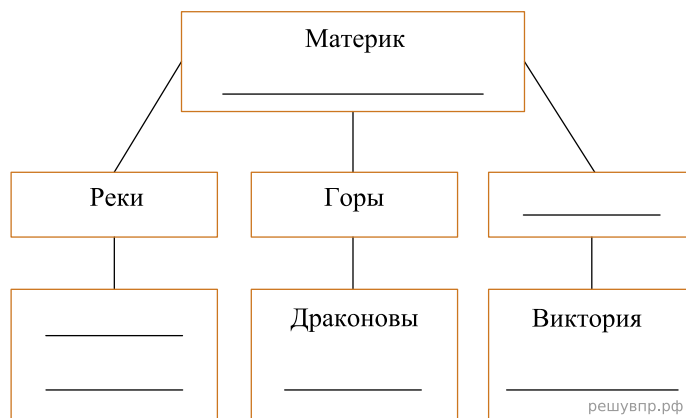 Материк
Реки
Горы
Драконовы
Виктория
решувпр.рф